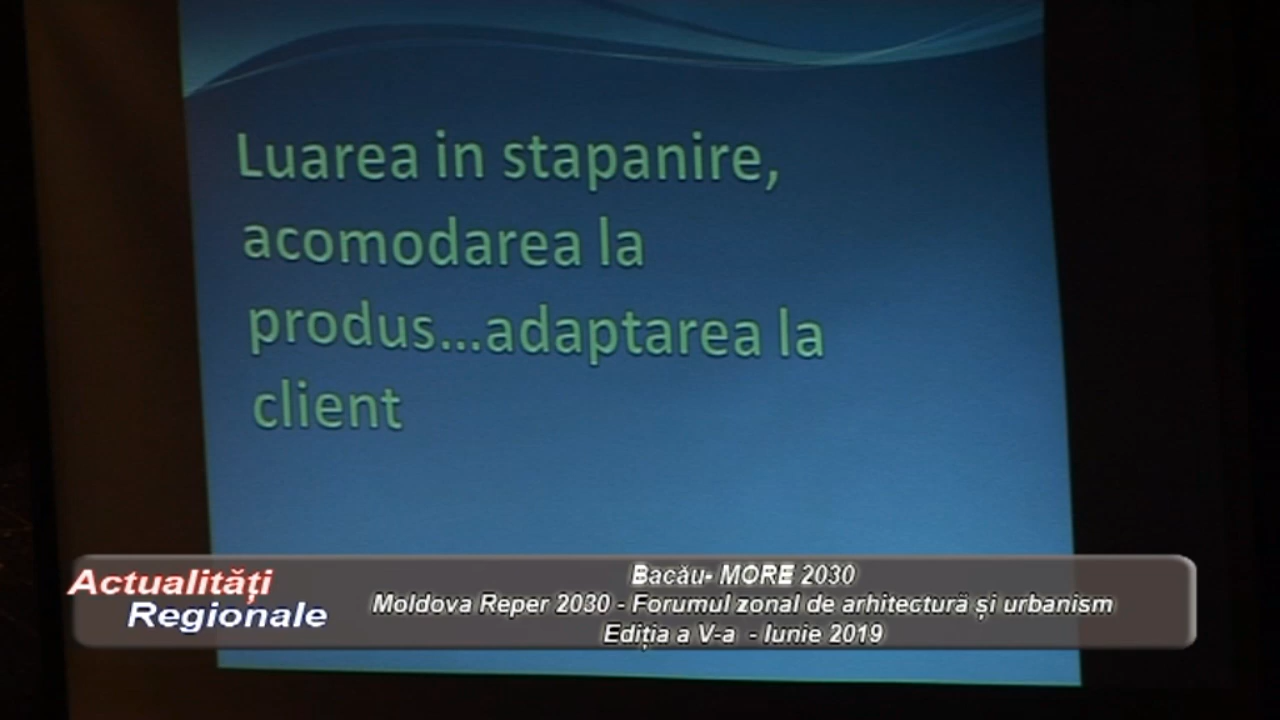 Luarea in stapanire,
acomodarea la
produs...adaptarea la
client
Actualități
Regionale
Bacău- MORE 2030
Moldova Reper 2030 - Forumul zonal de arhitectură și urbanism
Ediția a V-a - Iunie 2019